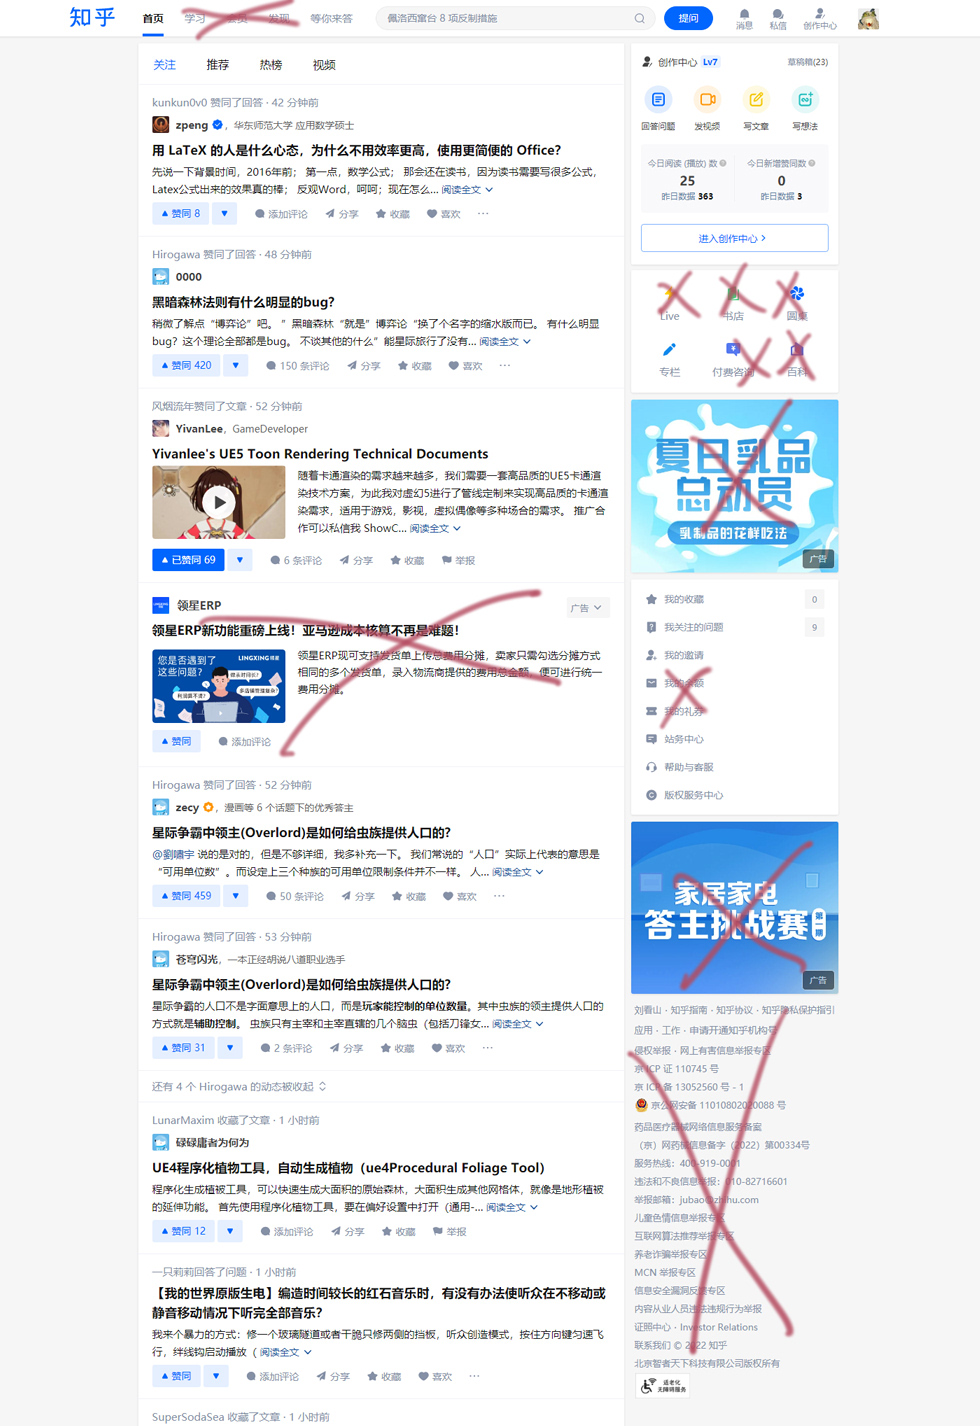 知乎 首页 学习 会员 发现 等你来答 佩洛西窜台 8 项反制措施 提问 消息 私信 创作中心
关注 推荐 热榜 视频
kunkun0v0 赞同了回答 · 42 分钟前
zpeng ，华东师范大学 应用数学硕士
用 LaTeX 的人是什么心态，为什么不用效率更高，使用更简便的 Office?
先说一下背景时间，2016年前； 第一点，数学公式； 那会还在读书，因为读书需要写很多公式，
Latex公式出来的效果真的棒； 反观Word，呵呵；现在怎么... 阅读全文
赞同 8 添加评论 分享 收藏 喜欢 ···
Hirogawa 赞同了回答 · 48 分钟前
0000
黑暗森林法则有什么明显的bug?
稍微了解点“博弈论”吧。 ”黑暗森林“就是”博弈论“换了个名字的缩水版而已。 有什么明显
bug？这个理论全部都是bug。 不谈其他的什么”能星际旅行了没有... 阅读全文
赞同 420 150 条评论 分享 收藏 喜欢 ···
风烟流年赞同了文章 · 52 分钟前
YivanLee，GameDeveloper
Yivanlee's UE5 Toon Rendering Technical Documents
随着卡通渲染的需求越来越多，我们需要一套高品质的UE5卡通渲
染技术方案，为此我对虚幻5进行了管线定制来实现高品质的卡通渲
染需求，适用于游戏，影视，虚拟偶像等多种场合的需求。 推广合
作可以私信我 ShowC... 阅读全文
已赞同 69 6 条评论 分享 收藏 举报
领星ERP 广告
领星ERP新功能重磅上线！亚马逊成本核算不再是难题！
您是否遇到了 LINGXING 领星
这些问题?
领星ERP现可支持发货单上传总费用分摊，卖家只需勾选分摊方式
相同的多个发货单，录入物流商提供的费用总金额，便可进行统一
费用分摊。
赞同 添加评论
Hirogawa 赞同了回答 · 52 分钟前
zecy ，漫画等 6 个话题下的优秀答主
星际争霸中领主(Overlord)是如何给虫族提供人口的?
@劉嘯宇 说的是对的，但是不够详细，我多补充一下。 我们常说的“人口”实际上代表的意思是
“可用单位数”。而设定上三个种族的可用单位限制条件并不一样。 人... 阅读全文
赞同 459 50 条评论 分享 收藏 喜欢 ···
Hirogawa 赞同了回答 · 53 分钟前
苍穹闪光，一本正经胡说八道职业选手
星际争霸中领主(Overlord)是如何给虫族提供人口的?
星际争霸的人口不是字面意思上的人口，而是玩家能控制的单位数量。其中虫族的领主提供人口的
方式就是辅助控制。 虫族只有主宰和主宰直辖的几个脑虫（包括刀锋女... 阅读全文
赞同 31 2 条评论 分享 收藏 喜欢 ···
还有 4 个 Hirogawa 的动态被收起
LunarMaxim 收藏了文章 · 1 小时前
碌碌庸者为何为
UE4程序化植物工具，自动生成植物（ue4Procedural Foliage Tool）
程序化生成植被工具，可以快速生成大面积的原始森林，大面积生成其他网格体，就像是地形植被
的延伸功能。 首先使用程序化植物工具，要在偏好设置中打开（通用-... 阅读全文
赞同 12 添加评论 分享 收藏 举报
一只莉莉回答了问题 · 1 小时前
【我的世界原版生电】编造时间较长的红石音乐时，有没有办法使听众在不移动或
静音移动情况下听完全部音乐?
我来个暴力的方式：修一个玻璃隧道或者干脆只修两侧的挡板，听众创造模式，按住方向键匀速飞
行，绊线钩启动播放（ 阅读全文
赞同 添加评论 分享 收藏 喜欢 ···
SuperSodaSea 收藏了文章 · 1 小时前
创作中心 Lv7 草稿箱(23)
回答问题 发视频 写文章 写想法
今日阅读 (播放) 数 今日新增赞同数
25 0
昨日数据 363 昨日数据 3
进入创作中心
Live 书店 圆桌
专栏 付费咨询 百科
夏日乳品
总动员
乳制品的花样吃法
广告
我的收藏 0
我关注的问题 9
我的邀请
我的余额
我的礼券
站务中心
帮助与客服
版权服务中心
家居家电
答主挑战赛
广告
刘看山 · 知乎指南 · 知乎协议 · 知乎隐私保护指引
应用 · 工作 · 申请开通知乎机构号
侵权举报 · 网上有害信息举报专区
京 ICP 证 110745 号
京 ICP 备 13052560 号 - 1
京公网安备 11010802020088 号
药品医疗器械网络信息服务备案
（京）网药械信息备字（2022）第00334号
服务热线：400-919-0001
违法和不良信息举报：010-82716601
举报邮箱：jubao@zhihu.com
儿童色情信息举报专区
互联网算法推荐举报专区
养老诈骗举报专区
MCN 举报专区
信息安全漏洞反馈专区
内容从业人员违法违规行为举报
证照中心 · Investor Relations
联系我们 © 2022 知乎
北京智者天下科技有限公司版权所有
适老化
无障碍服务